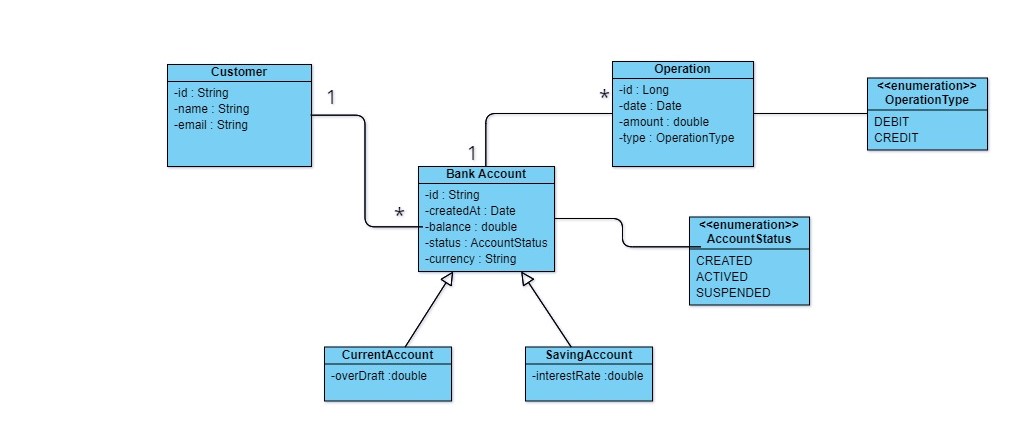 Customer
-id : String
-name : String
-email : String
1
*
Operation
-id : Long
-date : Date
-amount : double
-type : OperationType
*
1
<<enumeration>>
OperationType
DEBIT
CREDIT
Bank Account
-id : String
-createdAt : Date
-balance : double
-status : AccountStatus
-currency : String
<<enumeration>>
AccountStatus
CREATED
ACTIVED
SUSPENDED
CurrentAccount
-overDraft :double
SavingAccount
-interestRate :double